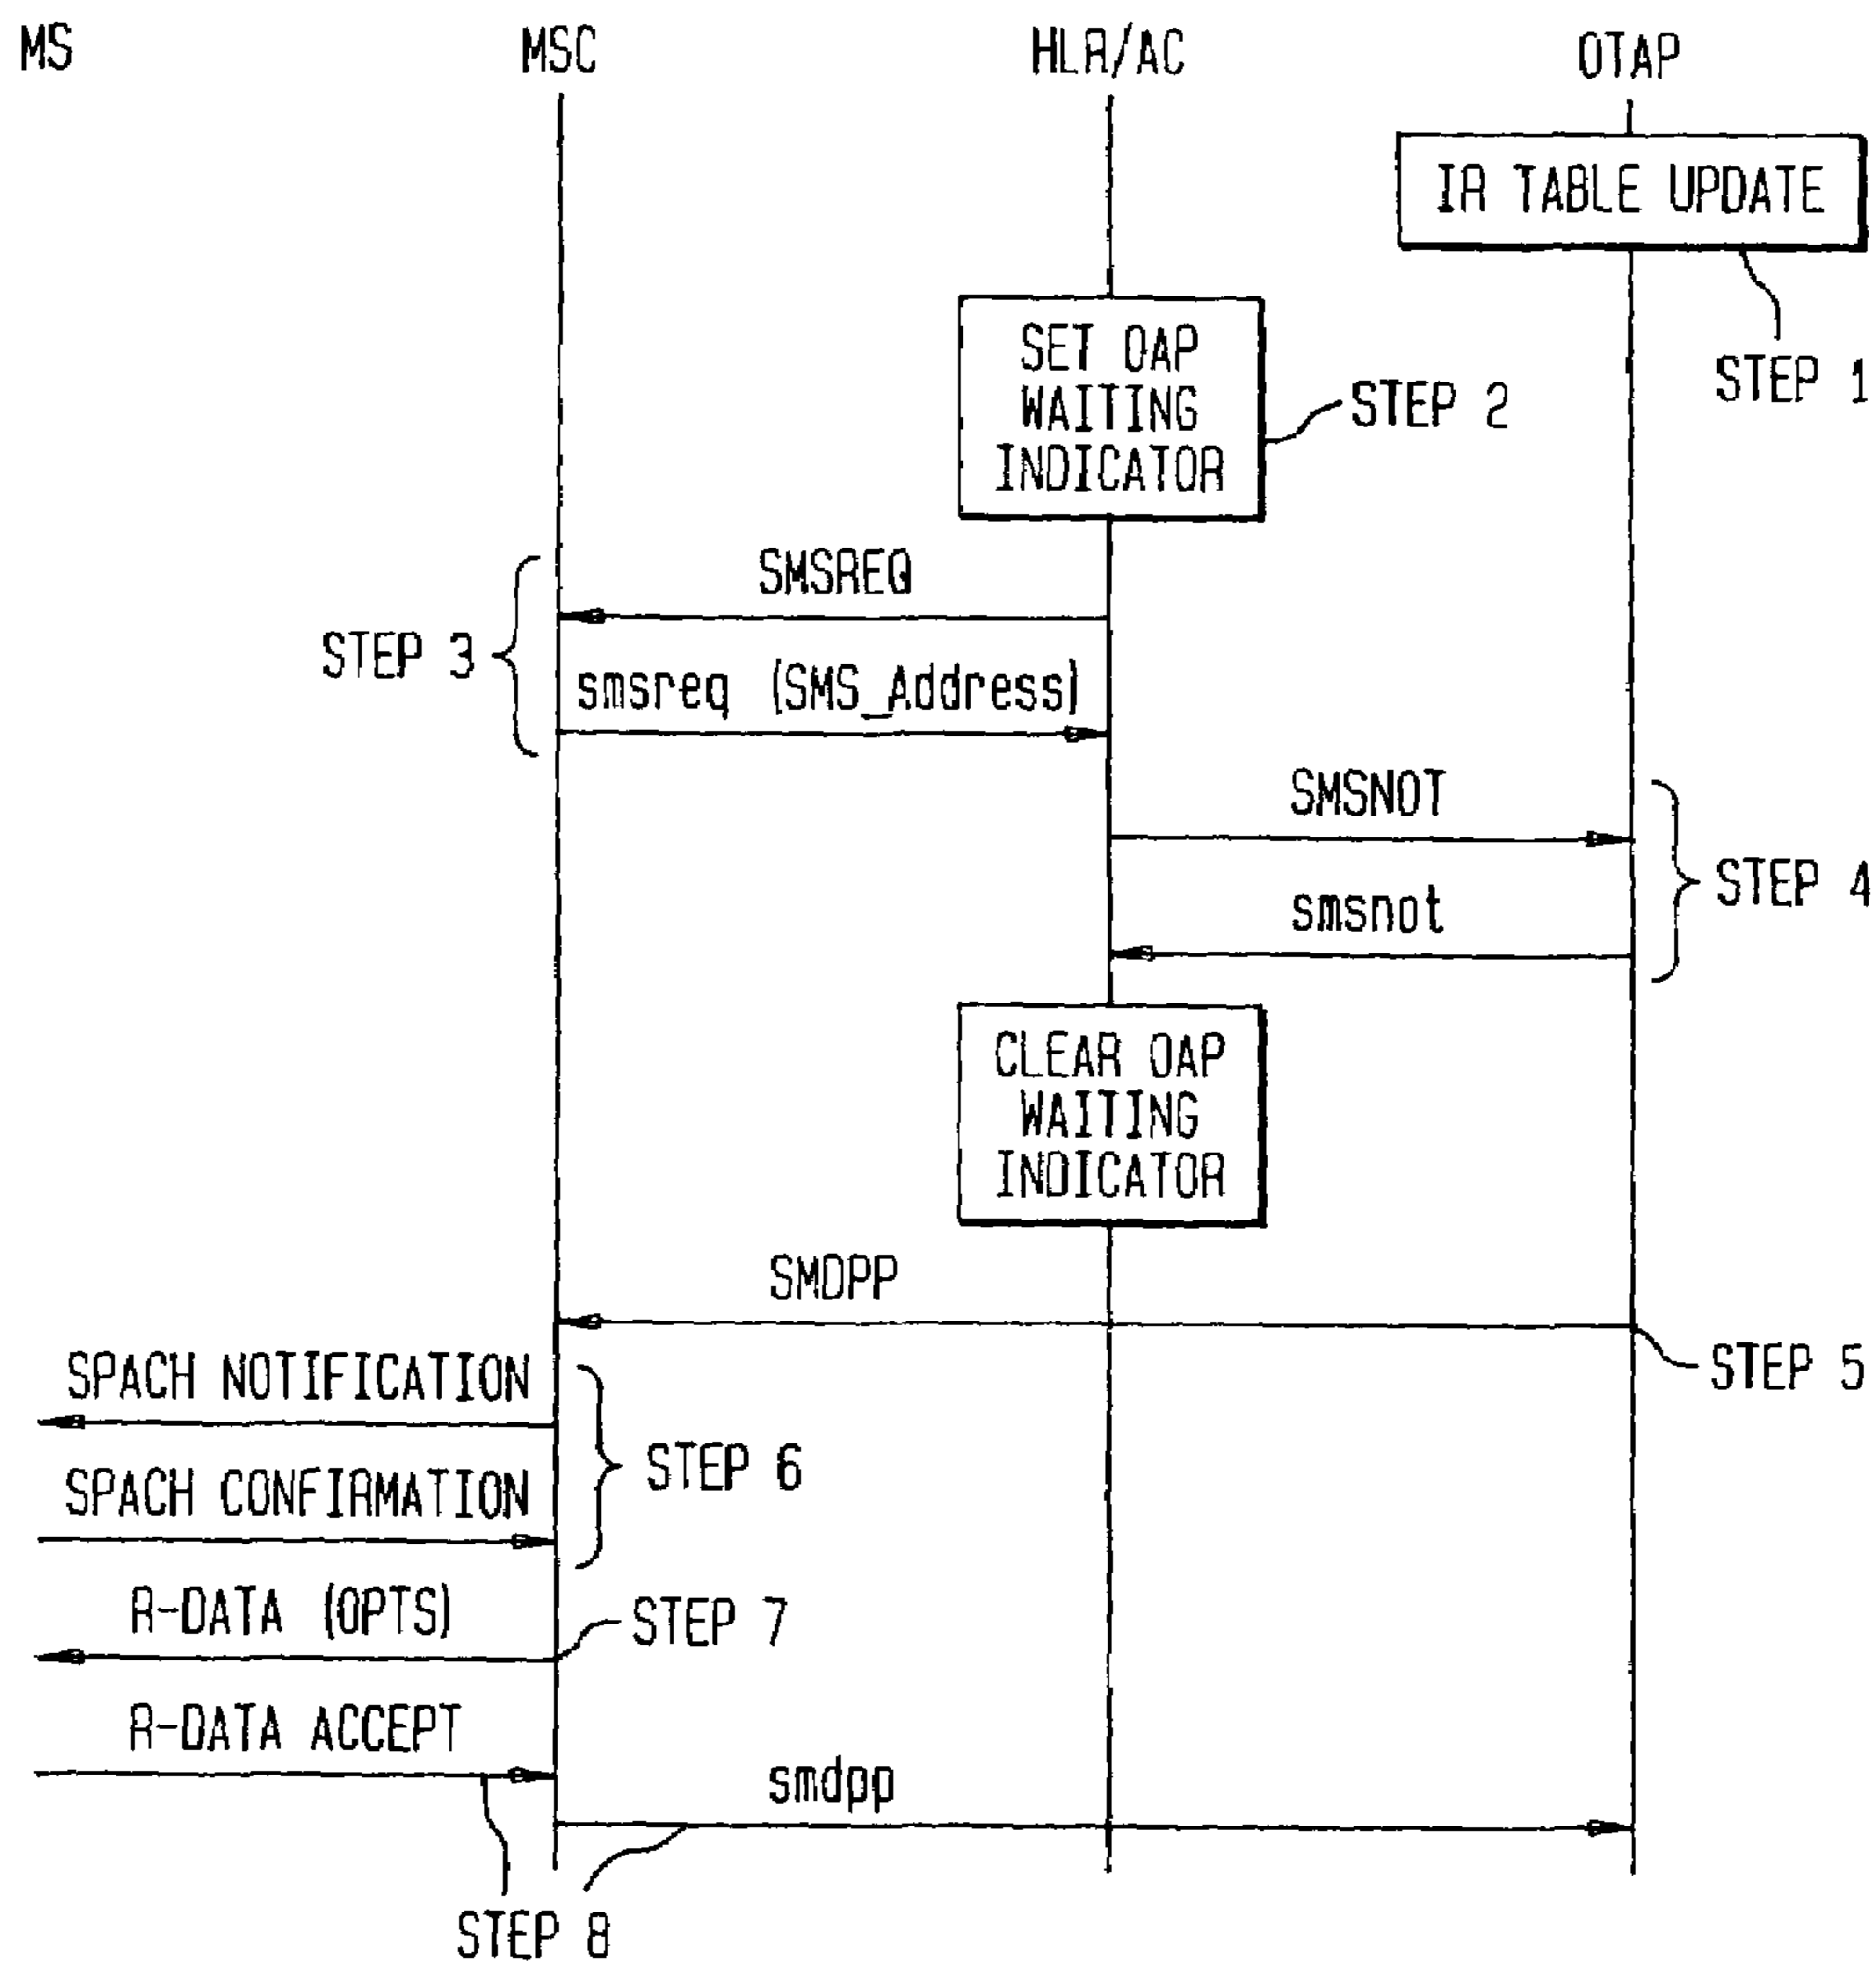 MS MSC HLR/AC OTAP
IR TABLE UPDATE
STEP 1
SET OAP
WAITING
INDICATOR
STEP 2
SMSREQ
STEP 3
smsreq (SMS_Address)
SMSNOT
STEP 4
smsnot
CLEAR OAP
WAITING
INDICATOR
SMDPP
STEP 5
SPACH NOTIFICATION
STEP 6
SPACH CONFIRMATION
R-DATA (OPTS)
STEP 7
R-DATA ACCEPT
smdpp
STEP 8